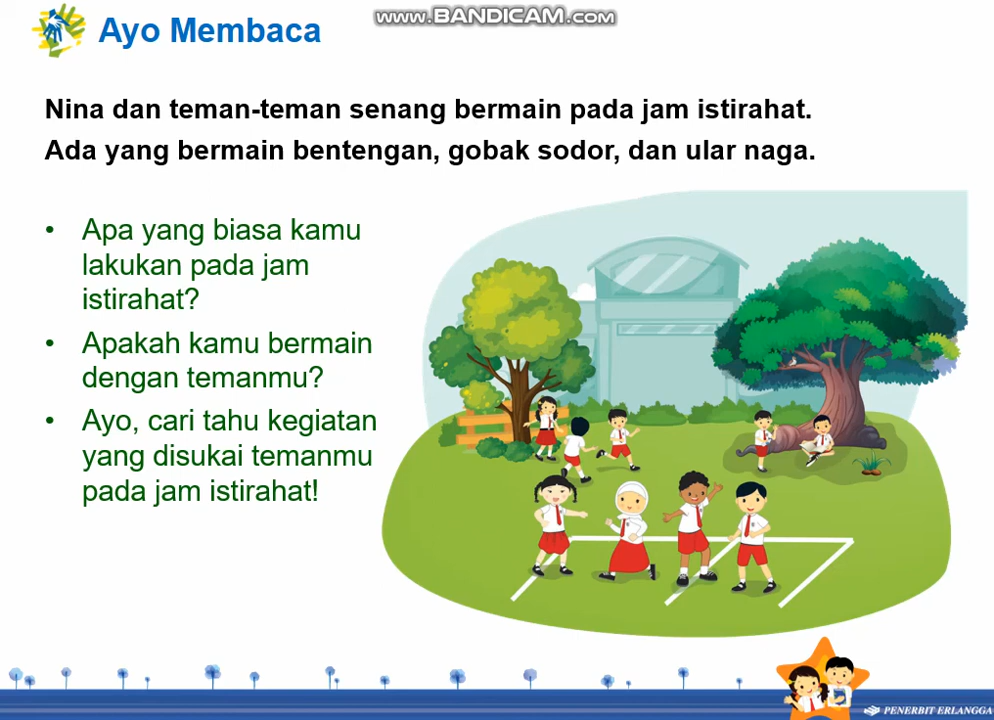 www.BANDICAM.com
Ayo Membaca
Nina dan teman-teman senang bermain pada jam istirahat.
Ada yang bermain bentengan, gobak sodor, dan ular naga.
• Apa yang biasa kamu
lakukan pada jam
istirahat?
• Apakah kamu bermain
dengan temanmu?
• Ayo, cari tahu kegiatan
yang disukai temanmu
pada jam istirahat!
PENERBIT ERLANGGA